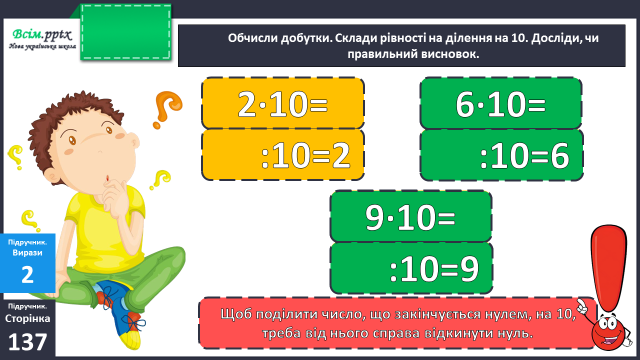 Всім.pptx
Нова українська школа
Обчисли добутки. Склади рівності на ділення на 10. Досліди, чи
правильний висновок.
2·10=
:10=2
6·10=
:10=6
9·10=
:10=9
Підручник.
Вирази
2
Підручник.
Сторінка
137
Щоб поділити число, що закінчується нулем, на 10,
треба від нього справа відкинути нуль.